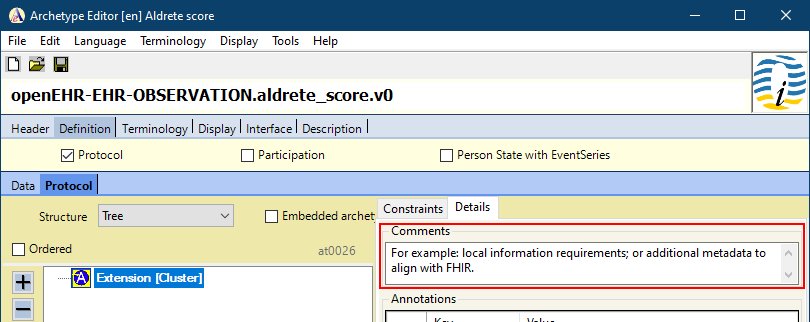 Archetype Editor [en] Aldrete score
File Edit Language Terminology Display Tools Help
openEHR-EHR-OBSERVATION.aldrete_score.v0
Header Definition Terminology Display Interface Description
Protocol Participation Person State with EventSeries
Data Protocol
Constraints Details
Structure Tree Embedded archety
Comments
For example: local information requirements; or additional metadata to
align with FHIR.
Ordered at0026
Extension [Cluster]
Annotations
Key Value